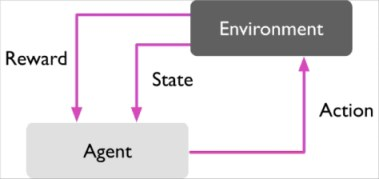 Environment
Reward
State
Action
Agent